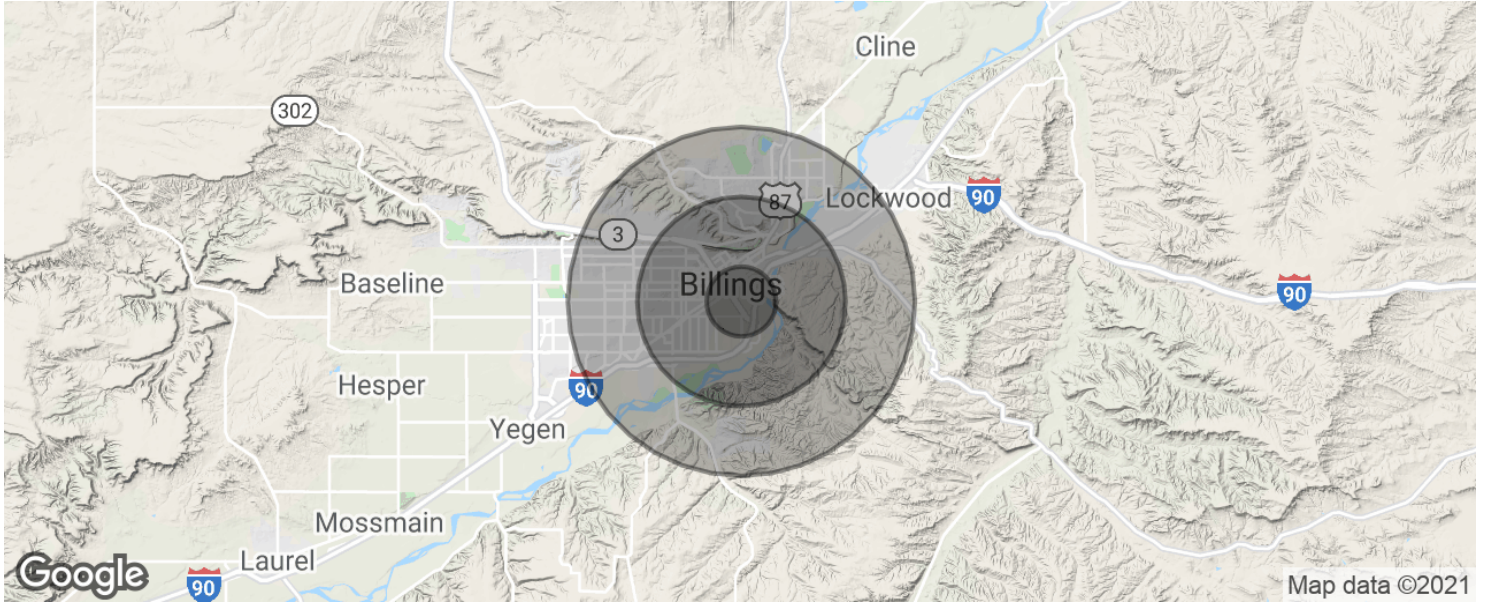 Cline
302
87
Lockwood
90
3
Baseline
Billings
90
Hesper
90
Yegen
Mossmain
Laurel
Google
90
Map data ©2021